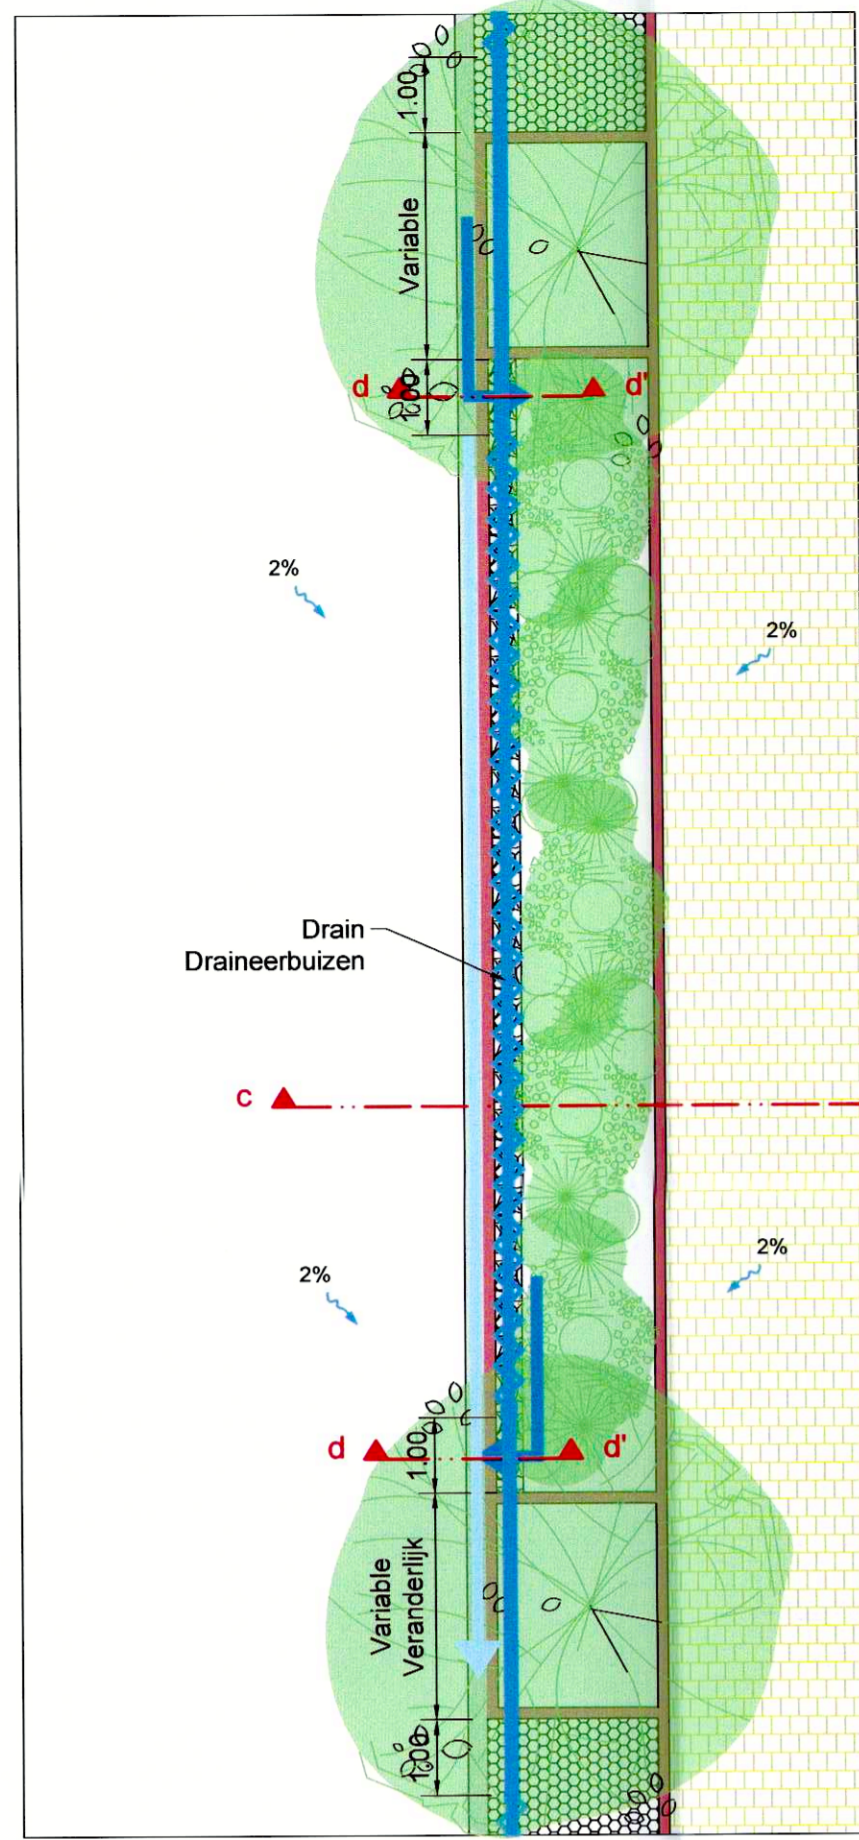 1.00
Variable
d
1.00
d'
2%
2%
Drain
Draineerbuizen
c
2%
2%
d
1.00
d'
Variable
Veranderlijk
1.00